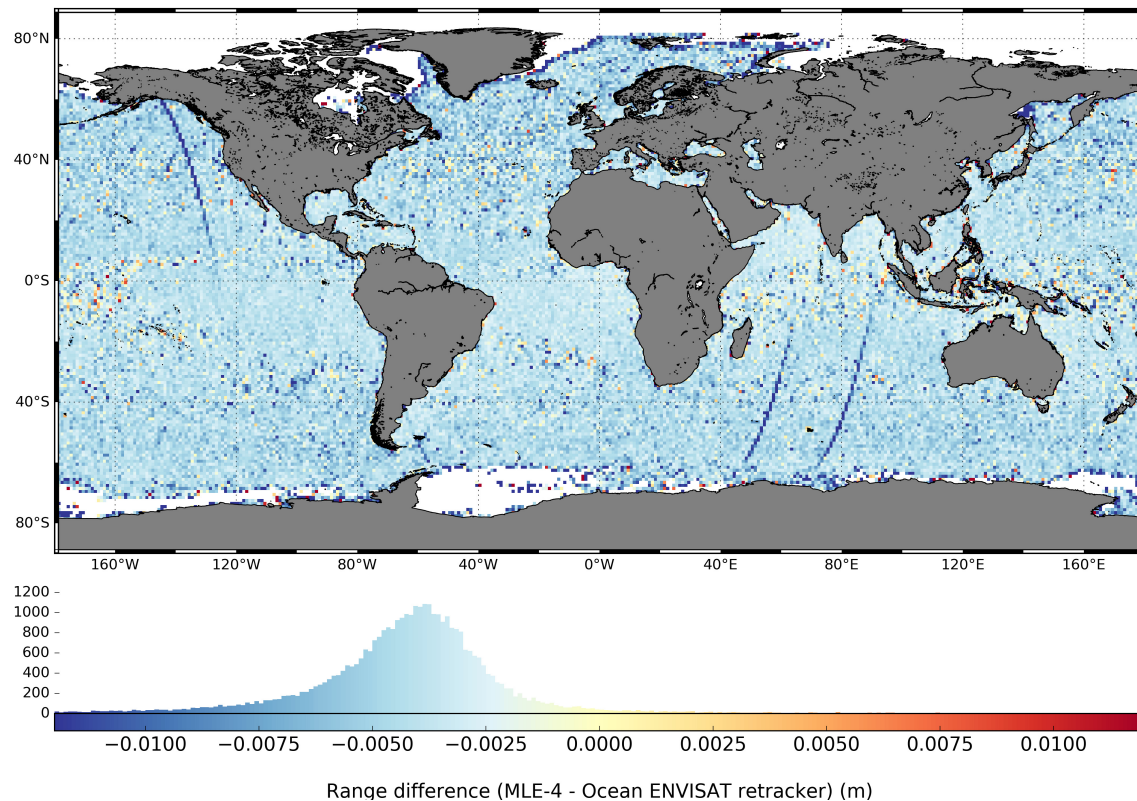 80°N
40°N
0°S
40°S
80°S
160°W 120°W 80°W 40°W 0°W 40°E 80°E 120°E 160°E
1200
1000
800
600
400
200
0
−0.0100 −0.0075 −0.0050 −0.0025 0.0000 0.0025 0.0050 0.0075 0.0100
Range difference (MLE-4 - Ocean ENVISAT retracker) (m)